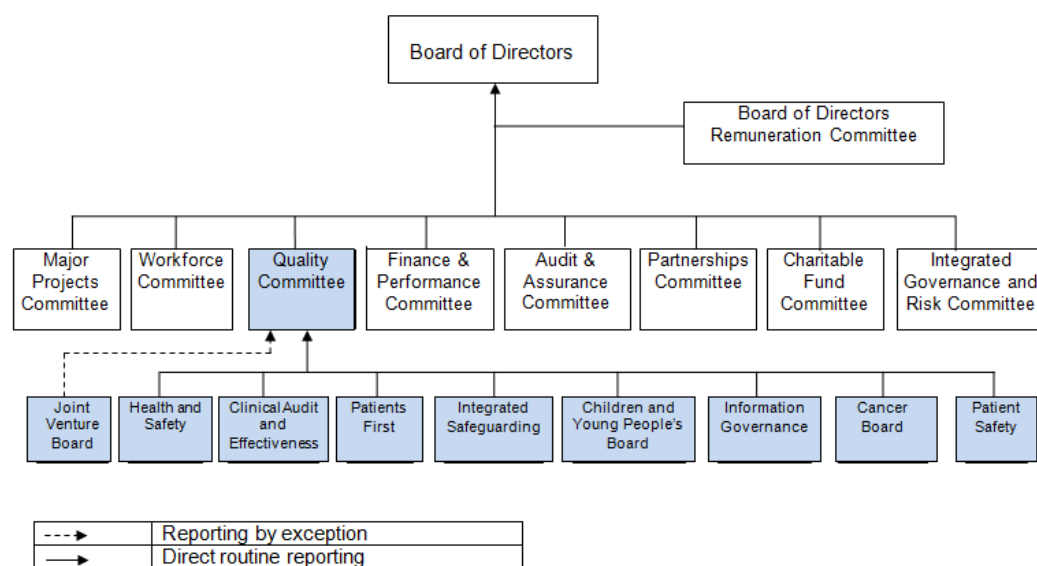 Board of Directors
Board of Directors
Remuneration Committee
Major
Projects
Committee
Workforce
Committee
Quality
Committee
Finance &
Performance
Committee
Audit &
Assurance
Committee
Partnerships
Committee
Charitable
Fund
Committee
Integrated
Governance and
Risk Committee
Joint
Venture
Board
Health and
Safety
Clinical Audit
and
Effectiveness
Patients
First
Integrated
Safeguarding
Children and
Young People's
Board
Information
Governance
Cancer
Board
Patient
Safety
Reporting by exception
Direct routine reporting